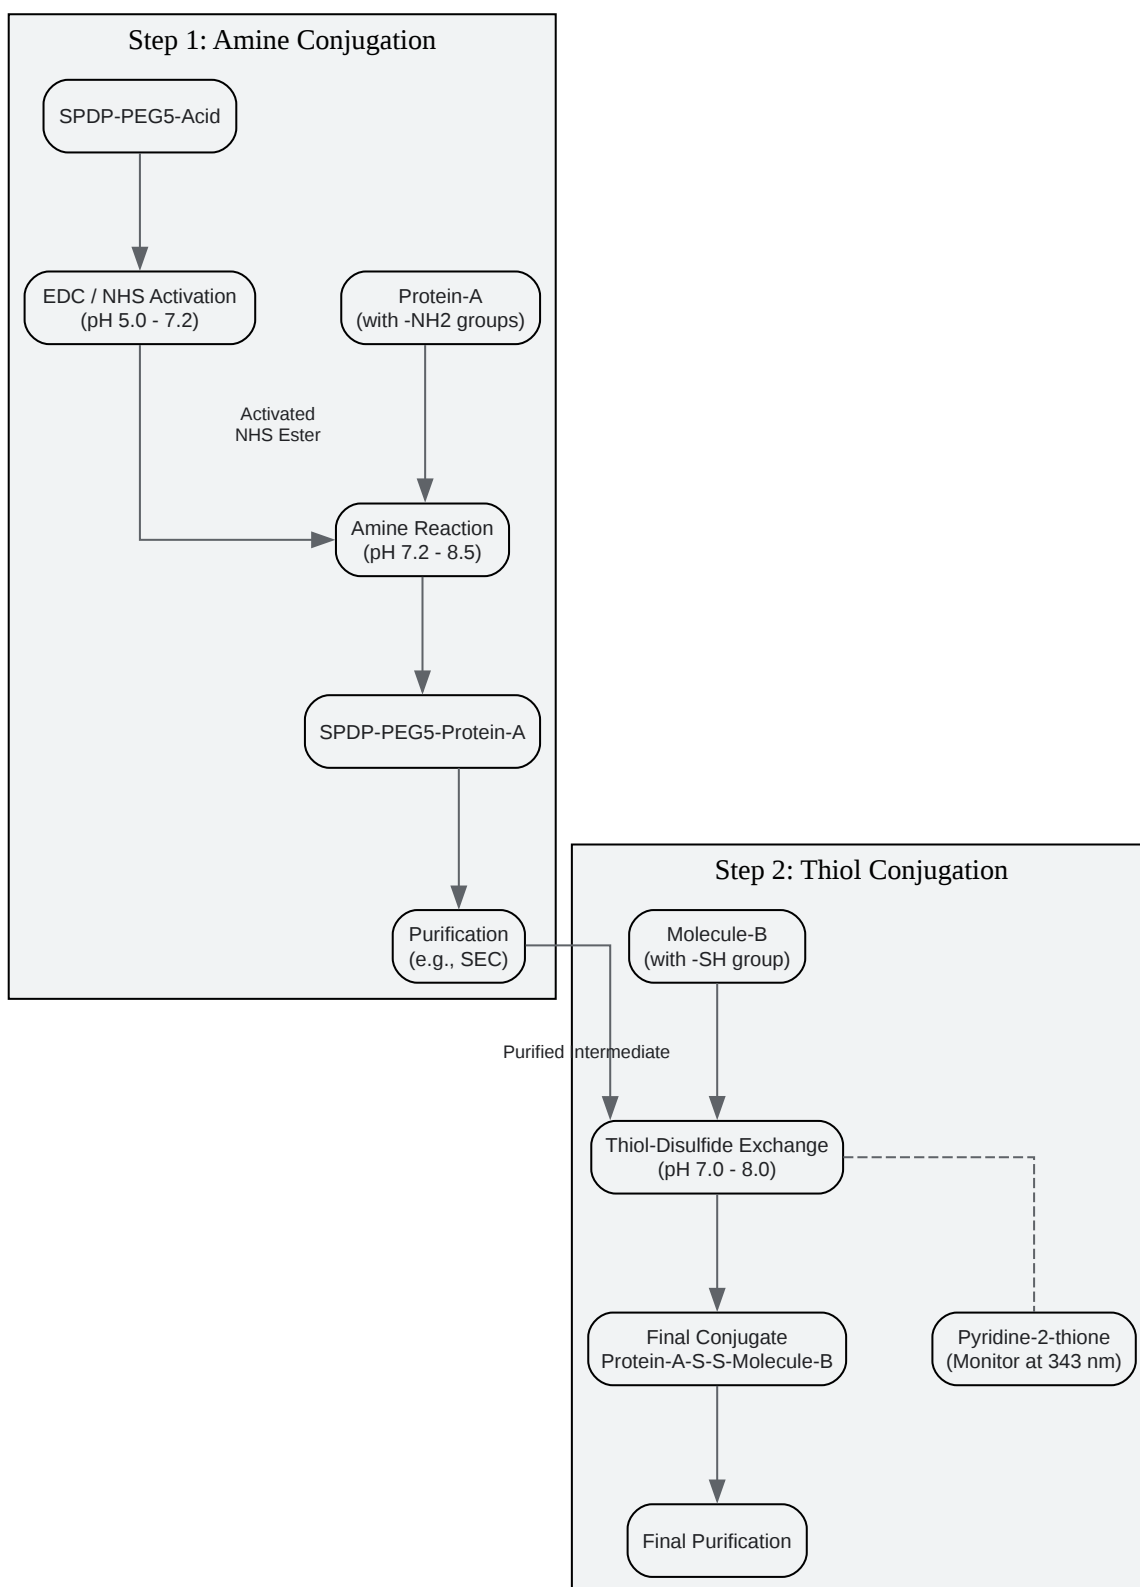 Step 1: Amine Conjugation
SPDP-PEG5-Acid
EDC / NHS Activation
(pH 5.0 - 7.2)
Protein-A
(with -NH2 groups)
Activated
NHS Ester
Amine Reaction
(pH 7.2 - 8.5)
SPDP-PEG5-Protein-A
Purification
(e.g., SEC)
Step 2: Thiol Conjugation
Molecule-B
(with -SH group)
Purified Intermediate
Thiol-Disulfide Exchange
(pH 7.0 - 8.0)
Final Conjugate
Protein-A-S-S-Molecule-B
Pyridine-2-thione
(Monitor at 343 nm)
Final Purification